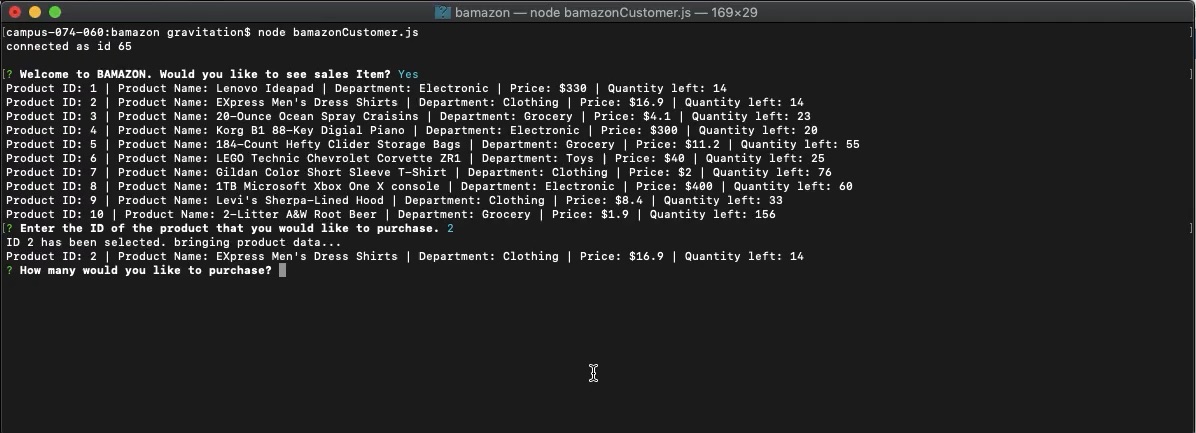 bamazon — node bamazonCustomer.js — 169×29
[campus-074-060:bamazon gravitation$ node bamazonCustomer.js ]
connected as id 65
[? Welcome to BAMAZON. Would you like to see sales Item? Yes ]
Product ID: 1 | Product Name: Lenovo Ideapad | Department: Electronic | Price: $330 | Quantity left: 14
Product ID: 2 | Product Name: EXpress Men's Dress Shirts | Department: Clothing | Price: $16.9 | Quantity left: 14
Product ID: 3 | Product Name: 20-Ounce Ocean Spray Craisins | Department: Grocery | Price: $4.1 | Quantity left: 23
Product ID: 4 | Product Name: Korg B1 88-Key Digial Piano | Department: Electronic | Price: $300 | Quantity left: 20
Product ID: 5 | Product Name: 184-Count Hefty Clider Storage Bags | Department: Grocery | Price: $11.2 | Quantity left: 55
Product ID: 6 | Product Name: LEGO Technic Chevrolet Corvette ZR1 | Department: Toys | Price: $40 | Quantity left: 25
Product ID: 7 | Product Name: Gildan Color Short Sleeve T-Shirt | Department: Clothing | Price: $2 | Quantity left: 76
Product ID: 8 | Product Name: 1TB Microsoft Xbox One X console | Department: Electronic | Price: $400 | Quantity left: 60
Product ID: 9 | Product Name: Levi's Sherpa-Lined Hood | Department: Clothing | Price: $8.4 | Quantity left: 33
Product ID: 10 | Product Name: 2-Litter A&W Root Beer | Department: Grocery | Price: $1.9 | Quantity left: 156
[? Enter the ID of the product that you would like to purchase. 2 ]
ID 2 has been selected. bringing product data...
Product ID: 2 | Product Name: EXpress Men's Dress Shirts | Department: Clothing | Price: $16.9 | Quantity left: 14
? How many would you like to purchase?